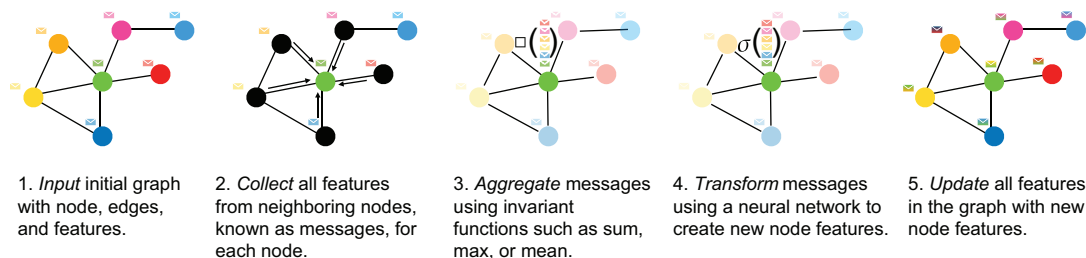 □
σ
1. Input initial graph
with node, edges,
and features.
2. Collect all features
from neighboring nodes,
known as messages, for
each node.
3. Aggregate messages
using invariant
functions such as sum,
max, or mean.
4. Transform messages
using a neural network to
create new node features.
5. Update all features
in the graph with new
node features.